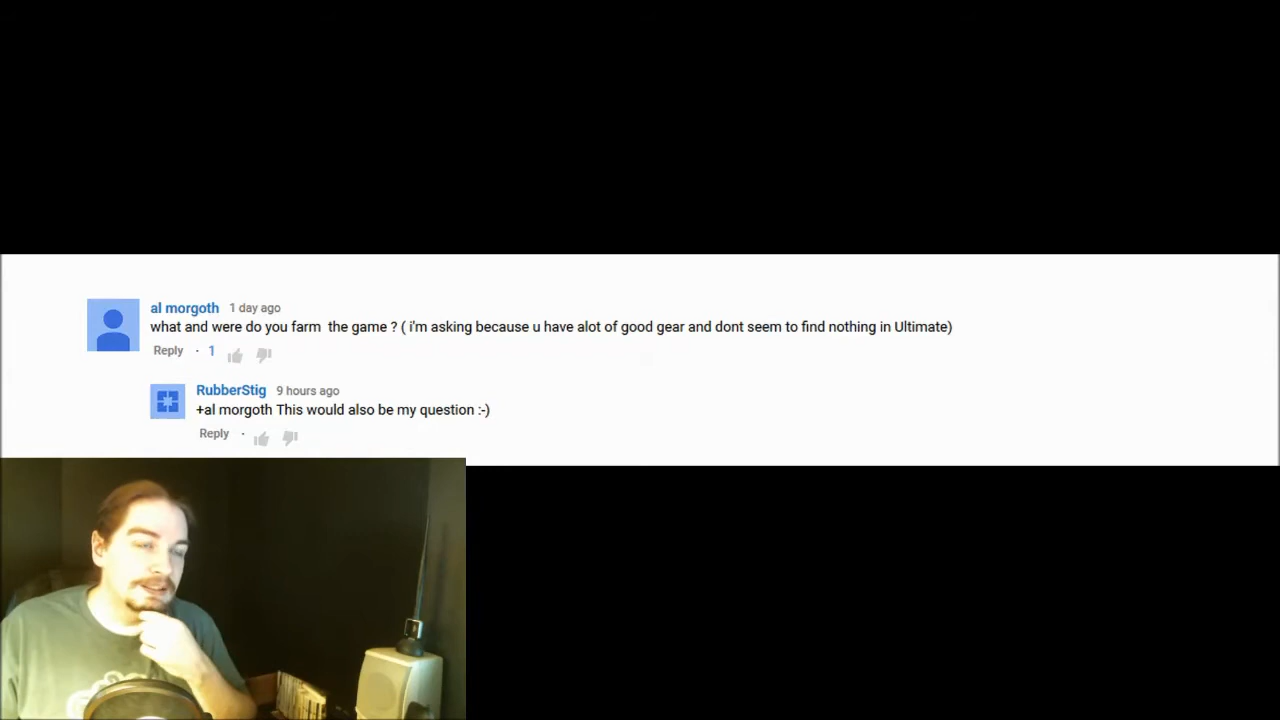 al morgoth 1 day ago
what and were do you farm  the game ? ( i'm asking because u have alot of good gear and dont seem to find nothing in Ultimate)
Reply · 1
RubberStig 9 hours ago
+al morgoth This would also be my question :-)
Reply ·